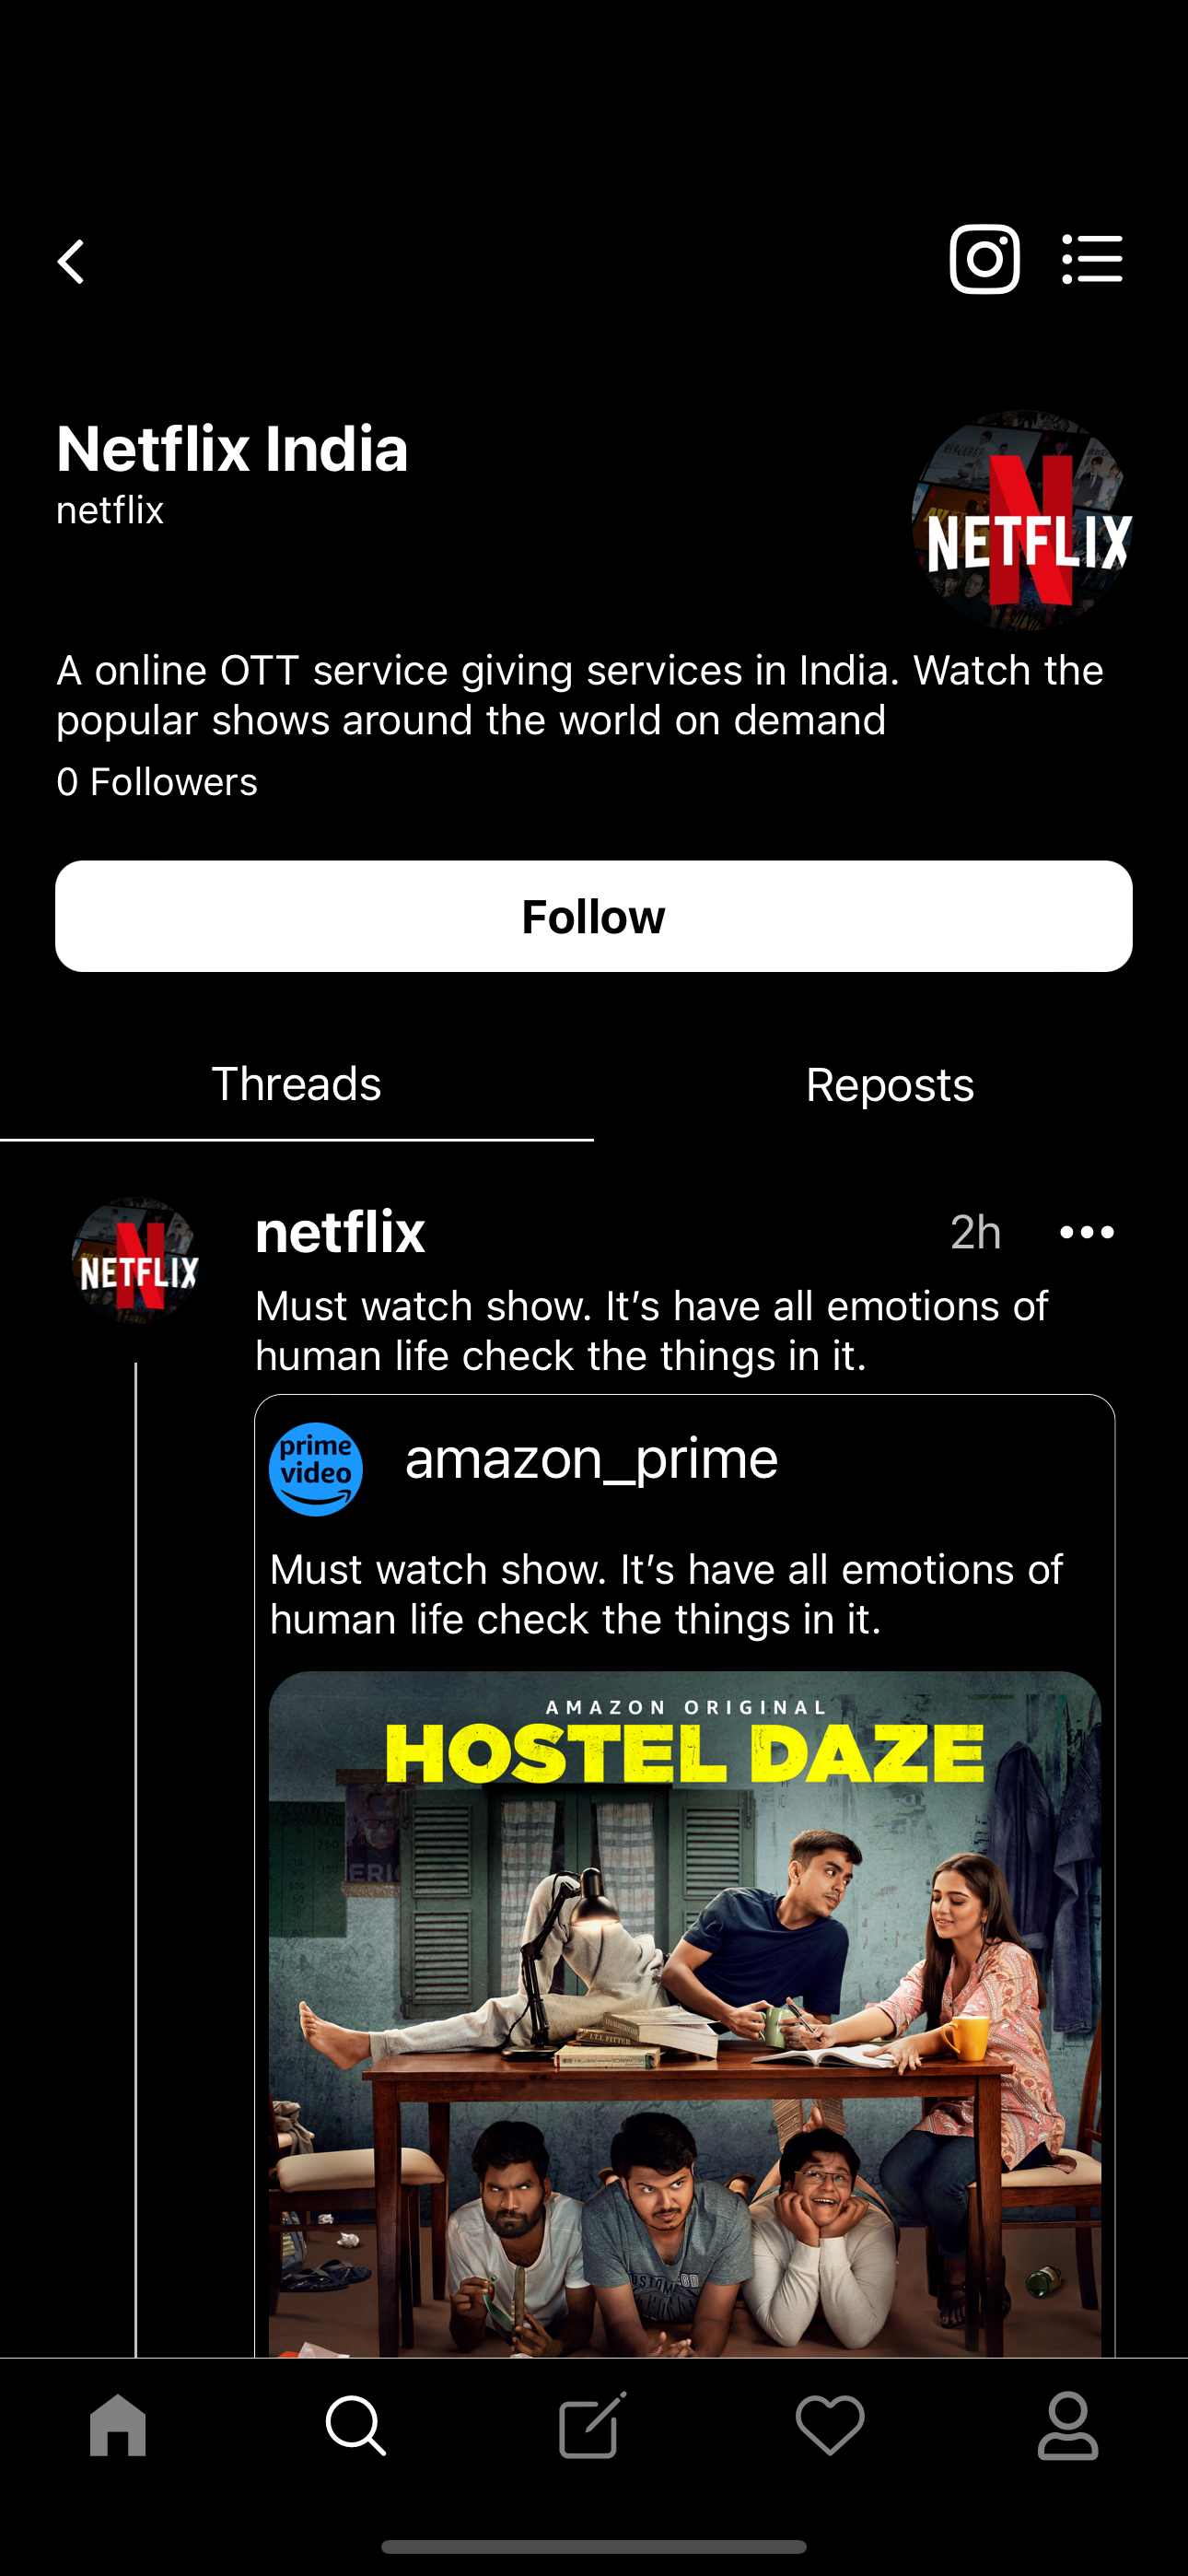 Netflix India
netflix
NETFLIX
A online OTT service giving services in India. Watch the
popular shows around the world on demand
0 Followers
Follow
Threads
Reposts
NETFLIX
netflix
2h
Must watch show. It’s have all emotions of
human life check the things in it.
prime
video
amazon_prime
Must watch show. It’s have all emotions of
human life check the things in it.
AMAZON ORIGINAL
HOSTEL DAZE
I.T.I. FITTER